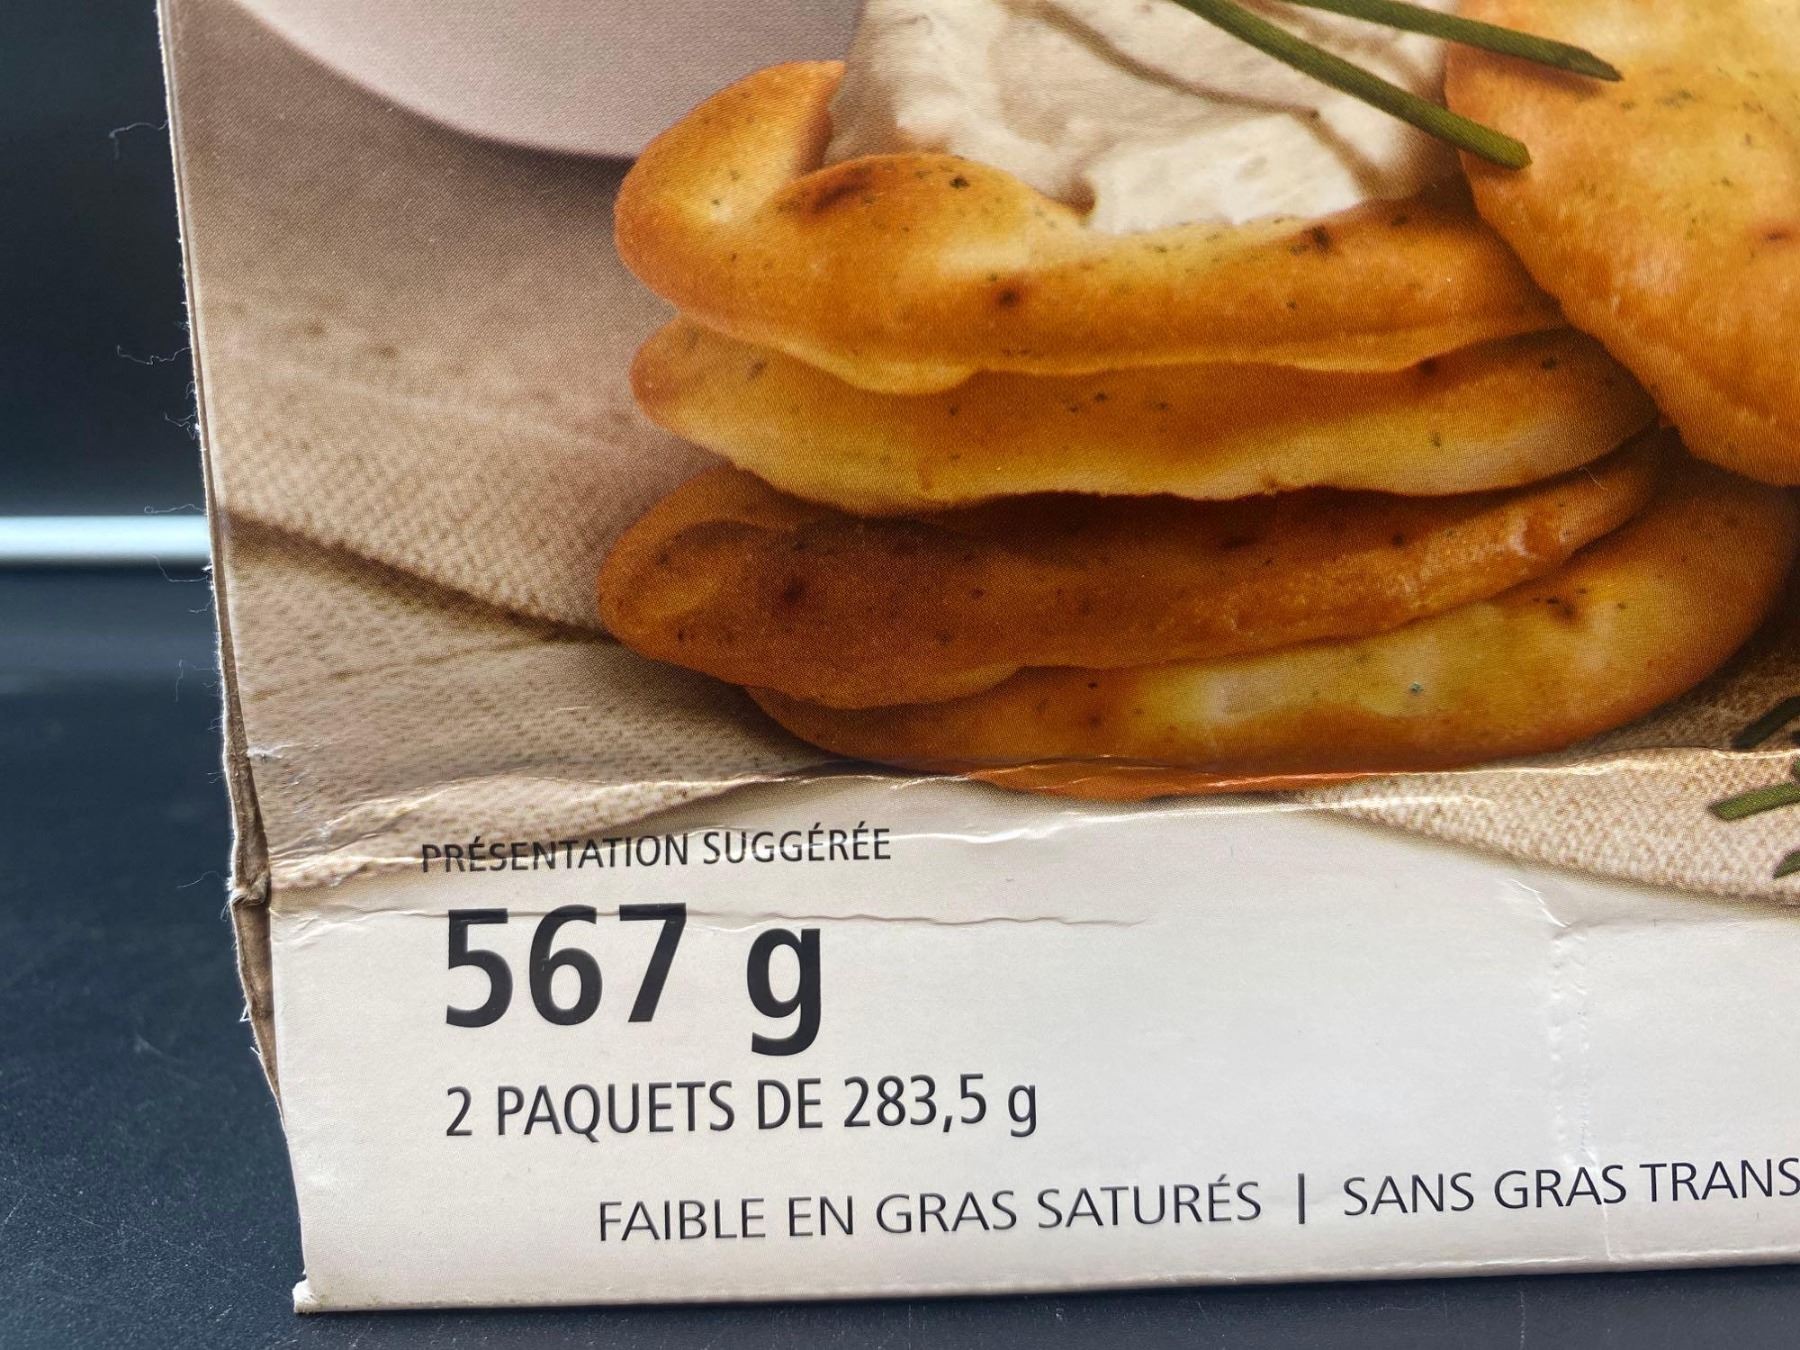 PRÉSENTATION SUGGÉRÉE
567 g
2 PAQUETS DE 283,5 g
FAIBLE EN GRAS SATURÉS | SANS GRAS TRANS